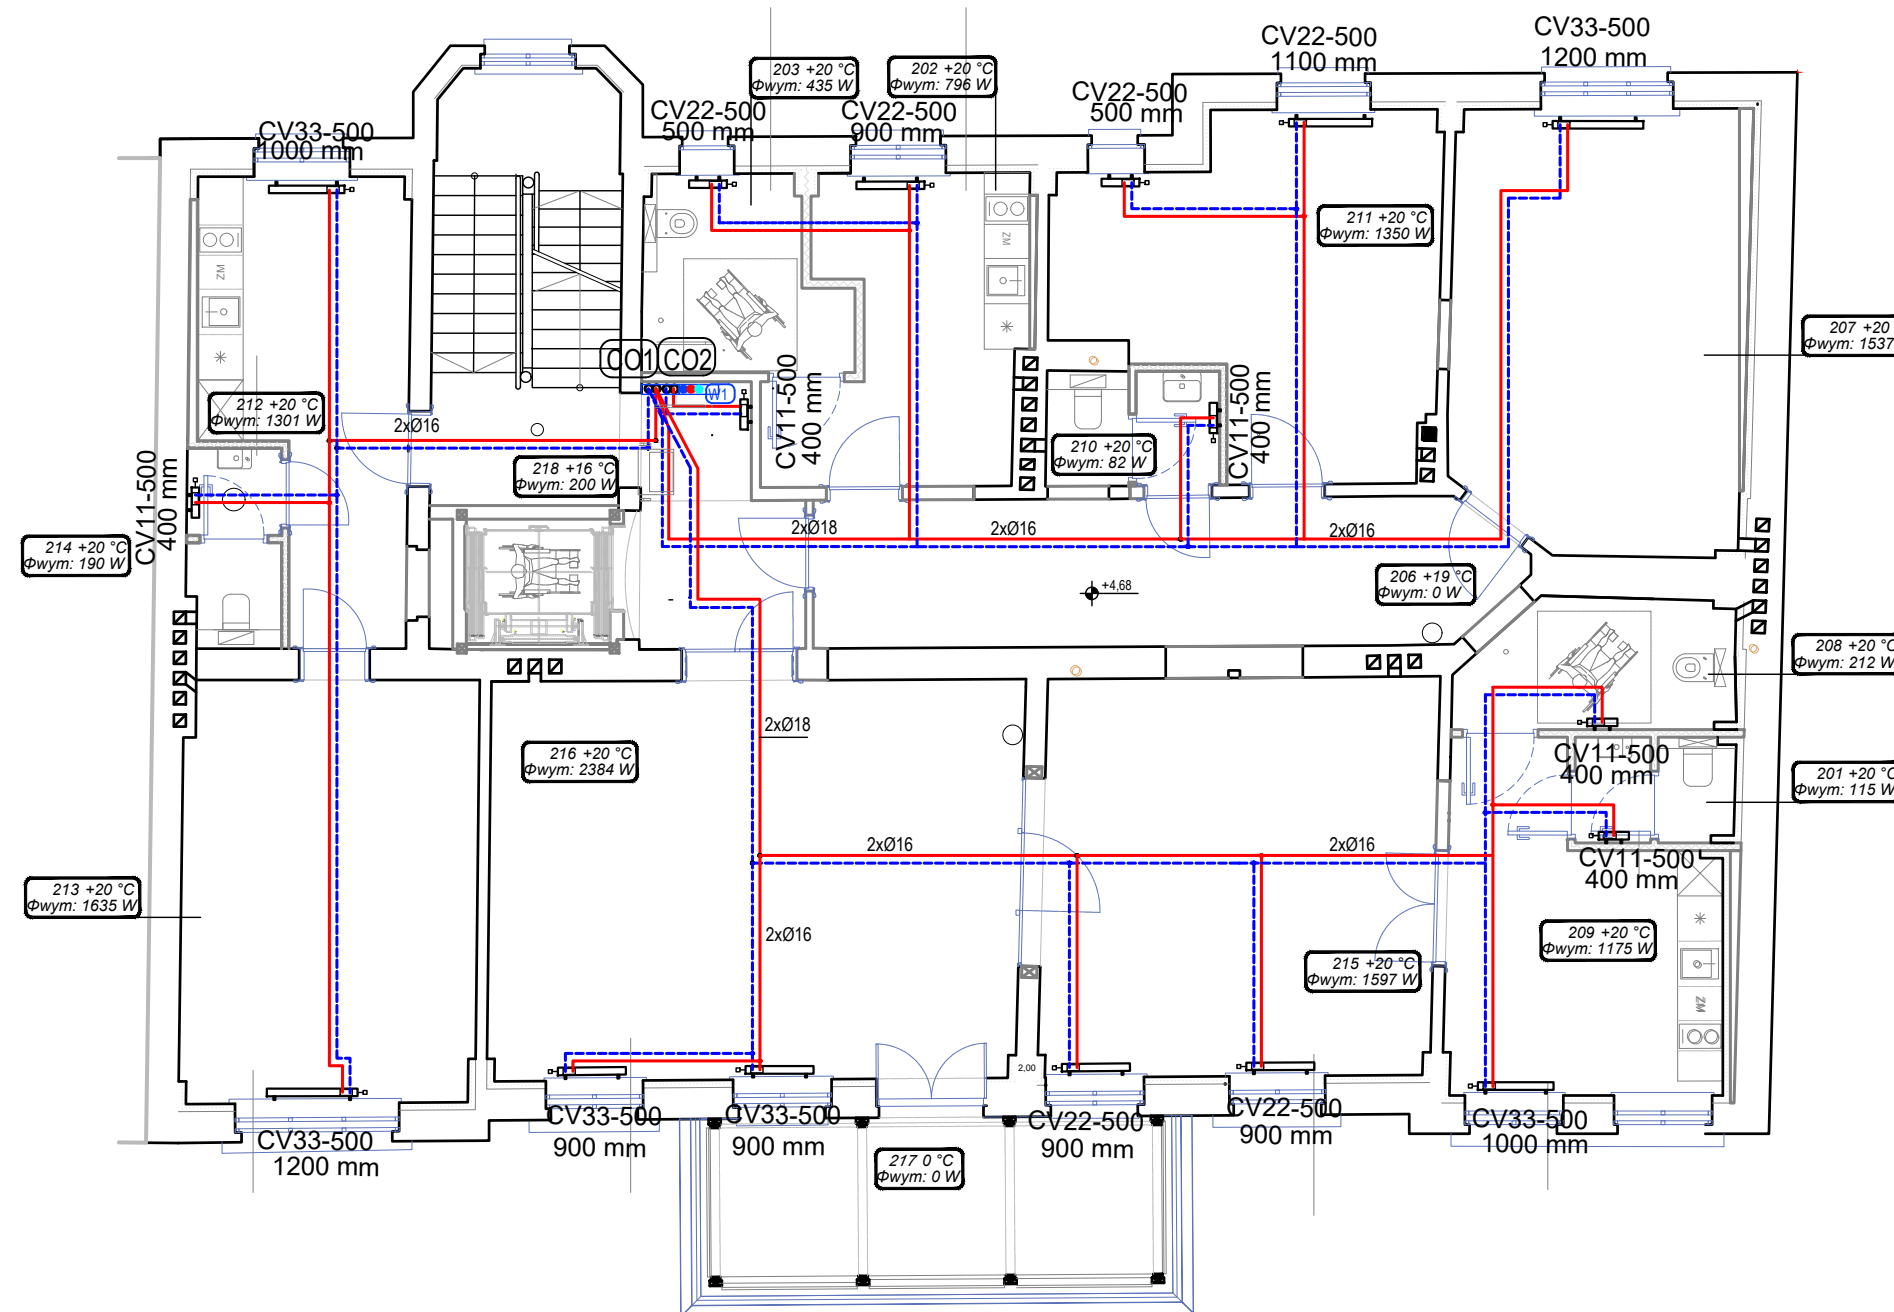 CV33-500
1200 mm
CV22-500
1100 mm
203 +20 °C
Φwym: 435 W
202 +20 °C
Φwym: 796 W
CV22-500
500 mm
CV22-500
900 mm
CV22-500
500 mm
CV33-500
1000 mm
211 +20 °C
Φwym: 1350 W
ZM
ZM
207 +20
Φwym: 1537
CO1
CO2
W1
CV11-500
400 mm
CV11-500
400 mm
212 +20 °C
Φwym: 1301 W
2xØ16
210 +20 °C
Φwym: 82 W
218 +16 °C
Φwym: 200 W
CV11-500
400 mm
214 +20 °C
Φwym: 190 W
2xØ18
2xØ16
2xØ16
+4,68
206 +19 °C
Φwym: 0 W
208 +20 °C
Φwym: 212 W
2xØ18
216 +20 °C
Φwym: 2384 W
CV11-500
400 mm
201 +20 °C
Φwym: 115 W
2xØ16
2xØ16
CV11-500
400 mm
213 +20 °C
Φwym: 1635 W
2xØ16
209 +20 °C
Φwym: 1175 W
215 +20 °C
Φwym: 1597 W
ZM
2,00
CV33-500
1200 mm
CV33-500
900 mm
CV33-500
900 mm
CV22-500
900 mm
CV22-500
900 mm
CV33-500
1000 mm
217 0 °C
Φwym: 0 W